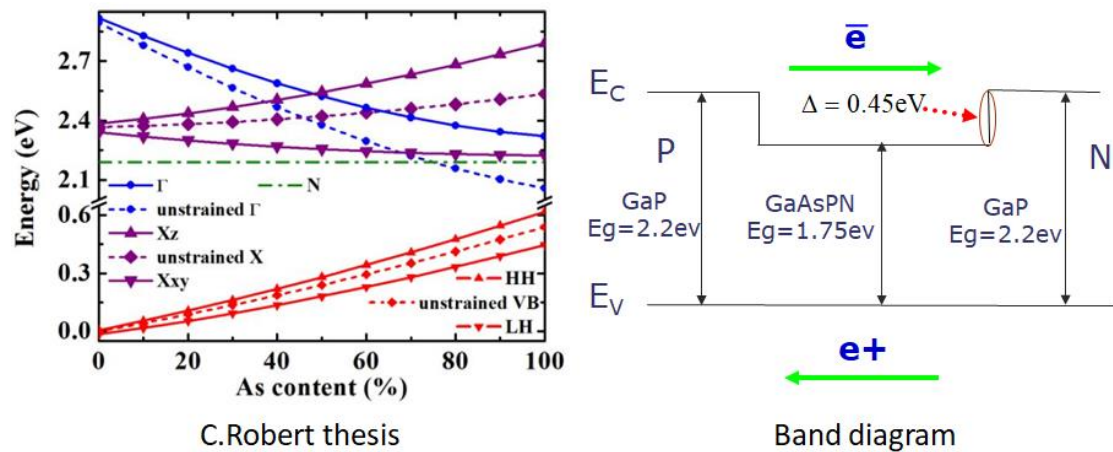 2.7
2.4
2.1
0.6
0.3
0.0
Energy (eV)
Γ
N
unstrained Γ
Xz
unstrained X
Xxy
HH
unstrained VB
LH
0 20 40 60 80 100
As content (%)
C.Robert thesis
e̅
E_C
Δ = 0.45eV
P
N
GaP
Eg=2.2ev
GaAsPN
Eg=1.75ev
GaP
Eg=2.2ev
E_V
e+
Band diagram